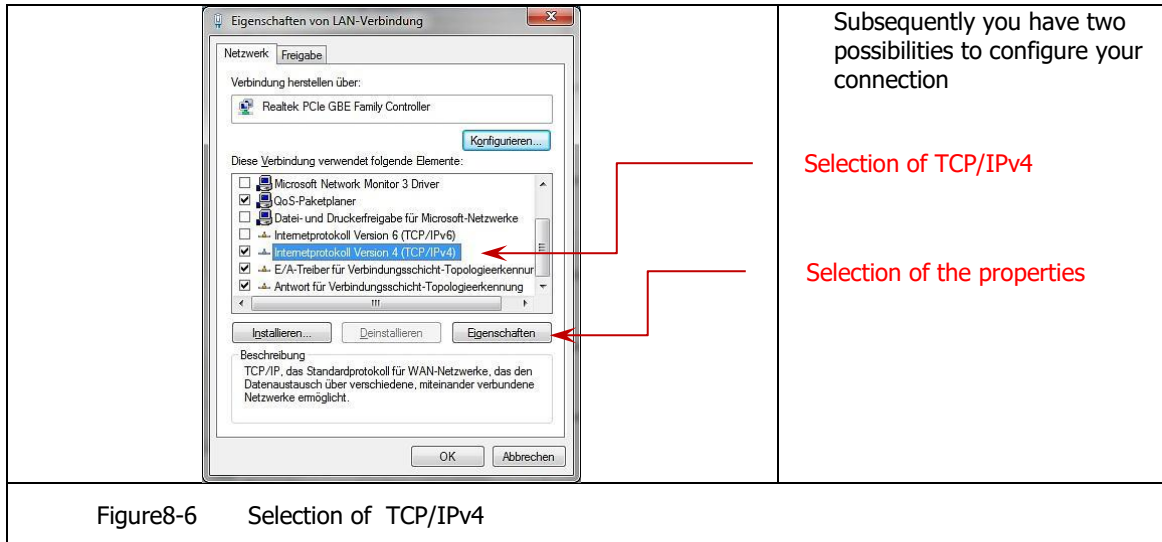 Eigenschaften von LAN-Verbindung
Netzwerk
Freigabe
Verbindung herstellen über:
Realtek PCIe GBE Family Controller
Konfigurieren...
Diese Verbindung verwendet folgende Elemente:
Microsoft Network Monitor 3 Driver
QoS-Paketplaner
Datei- und Druckerfreigabe für Microsoft-Netzwerke
Internetprotokoll Version 6 (TCP/IPv6)
Internetprotokoll Version 4 (TCP/IPv4)
E/A-Treiber für Verbindungsschicht-Topologieerkennur
Antwort für Verbindungsschicht-Topologieerkennung
Installieren...
Deinstallieren
Eigenschaften
Beschreibung
TCP/IP, das Standardprotokoll für WAN-Netzwerke, das den
Datenaustausch über verschiedene, miteinander verbundene
Netzwerke ermöglicht.
OK
Abbrechen
Subsequently you have two
possibilities to configure your
connection
Selection of TCP/IPv4
Selection of the properties
Figure8-6 Selection of TCP/IPv4